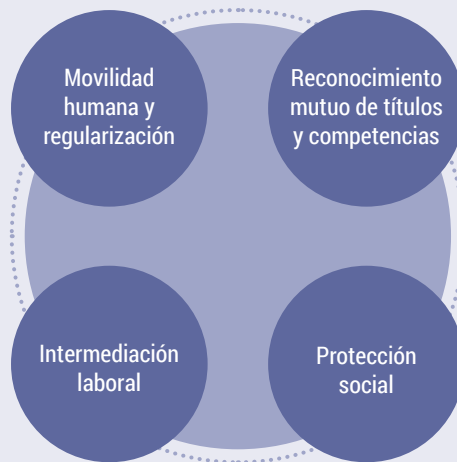 Movilidad
humana y
regularización
Reconocimiento
mutuo de títulos
y competencias
Intermediación
laboral
Protección
social